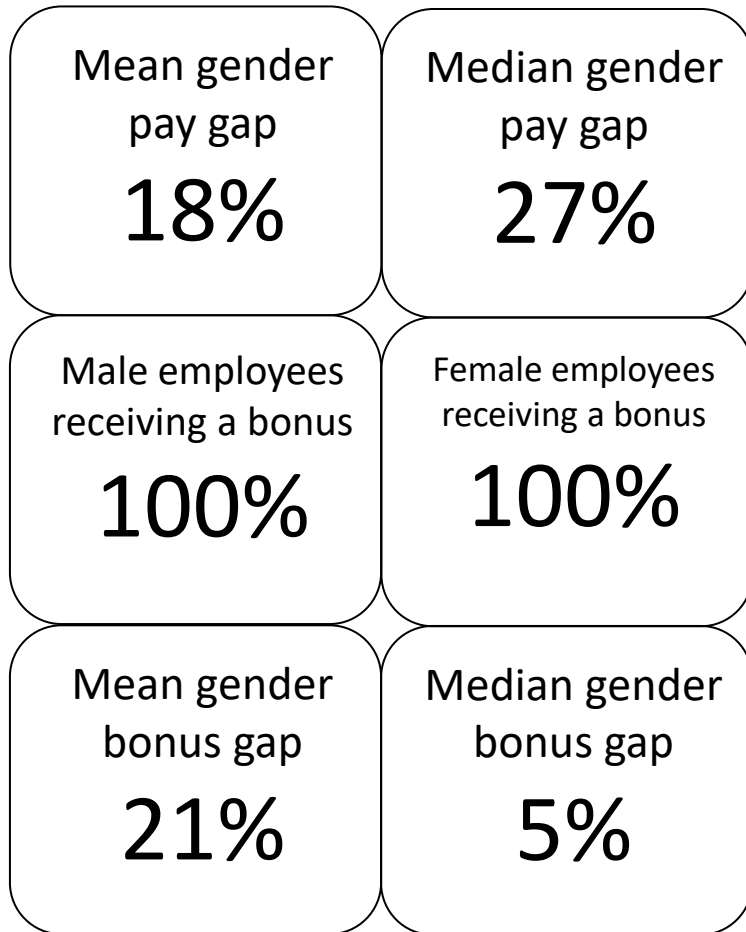 Mean gender
pay gap
18%
Median gender
pay gap
27%
Male employees
receiving a bonus
100%
Female employees
receiving a bonus
100%
Mean gender
bonus gap
21%
Median gender
bonus gap
5%